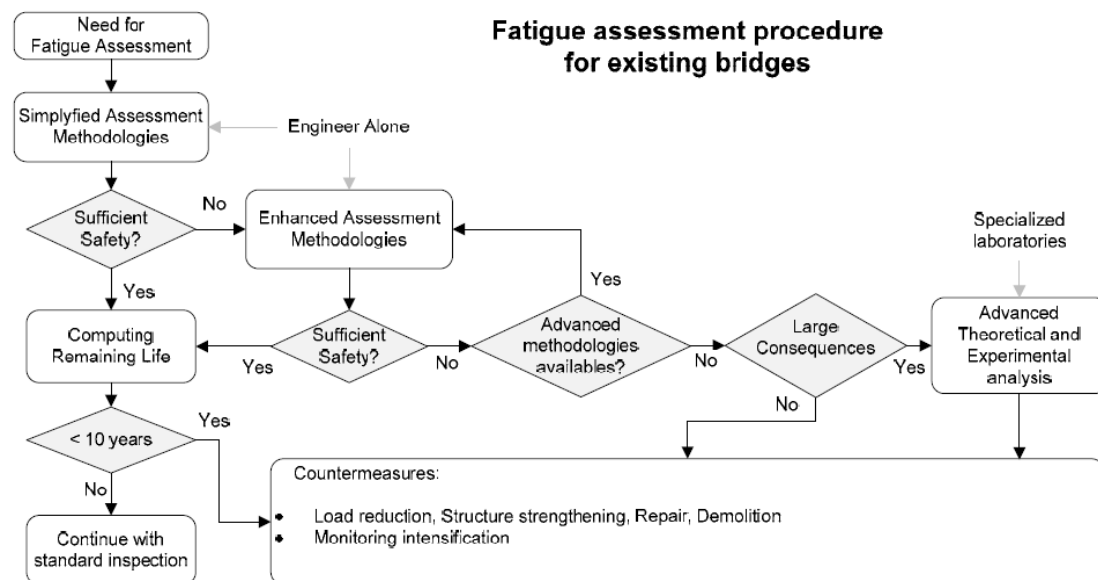 Fatigue assessment procedure
for existing bridges
Need for
Fatigue Assessment
Simplyfied Assessment
Methodologies
Engineer Alone
Sufficient
Safety?
No
Enhanced Assessment
Methodologies
Specialized
laboratories
Yes
Yes
Computing
Remaining Life
Yes
Sufficient
Safety?
No
Advanced
methodologies
availables?
No
Large
Consequences
Yes
Advanced
Theoretical and
Experimental
analysis
No
< 10 years
Yes
No
Continue with
standard inspection
Countermeasures:
• Load reduction, Structure strengthening, Repair, Demolition
• Monitoring intensification